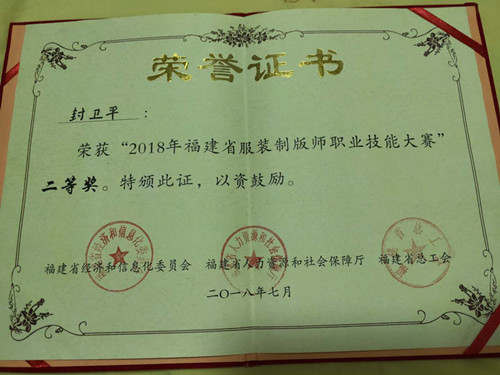 荣誉证书
封卫平：
荣获“2018年福建省服装制版师职业技能大赛”
二等奖。特颁此证，以资鼓励。
福建省经济和信息化委员会 福建省人力资源和社会保障厅 福建省总工会
二〇一八年七月